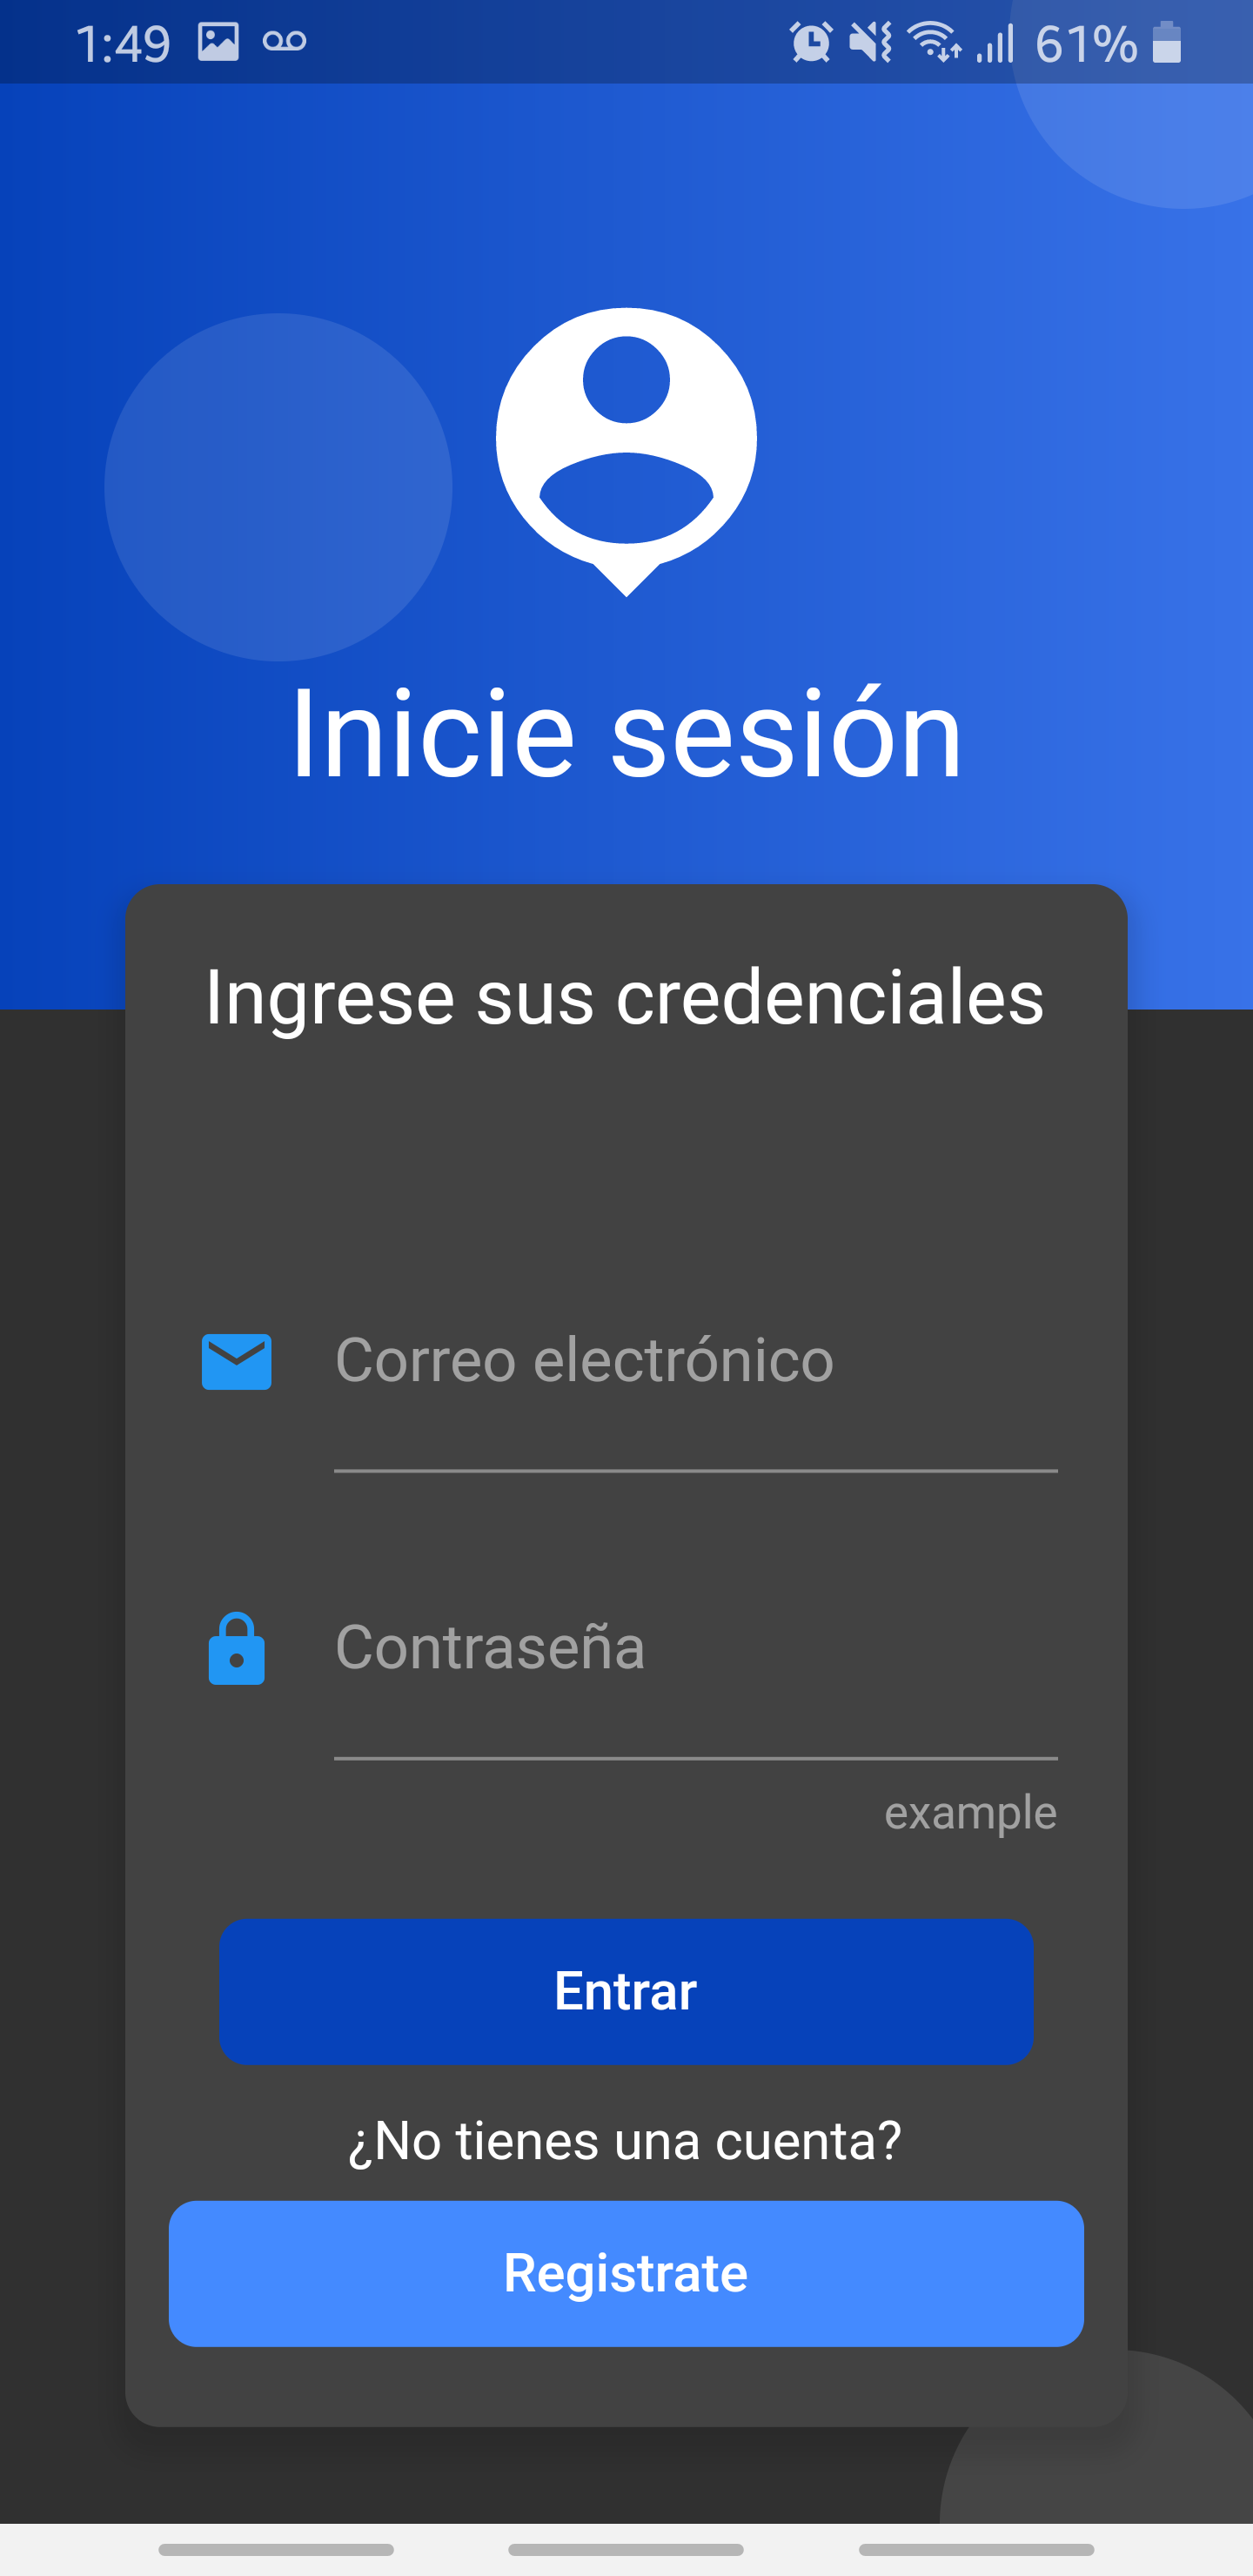 1:49 61%
Inicie sesión
Ingrese sus credenciales
Correo electrónico
Contraseña
example
Entrar
¿No tienes una cuenta?
Registrate